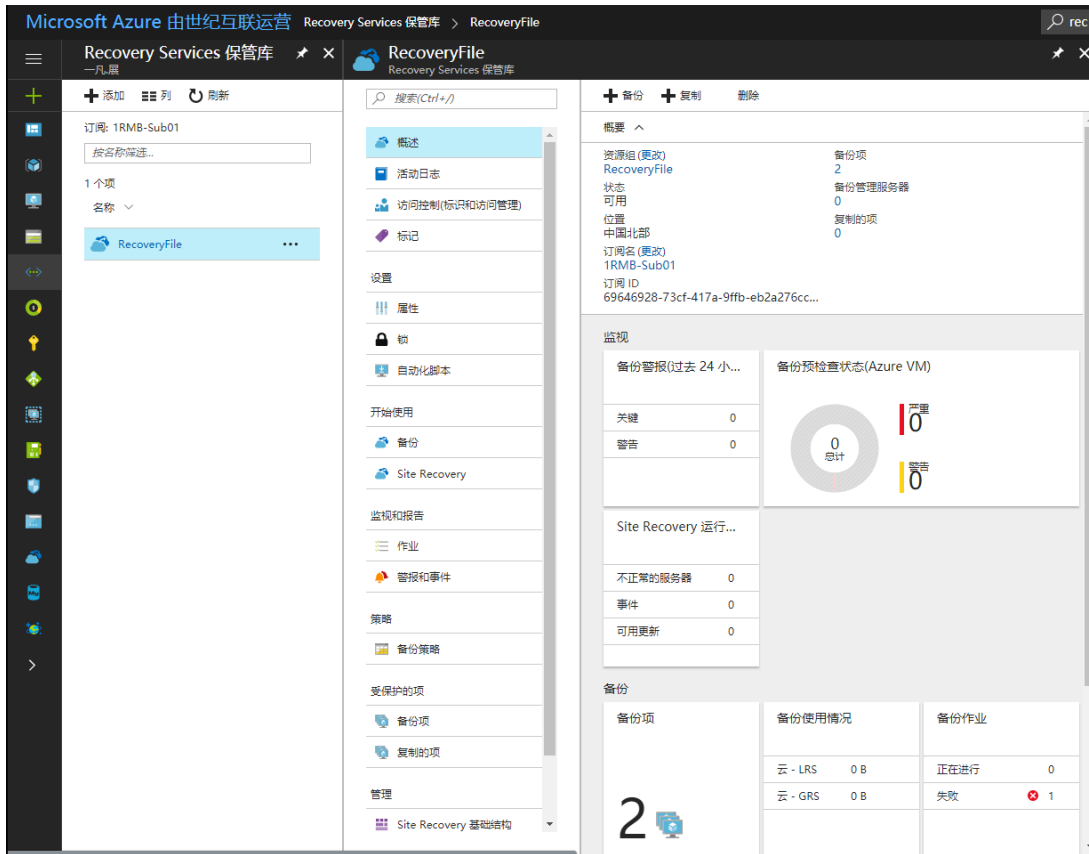 Microsoft Azure 由世纪互联运营 Recovery Services 保管库 > RecoveryFile
rec
Recovery Services 保管库
一凡.展
添加 列 刷新
订阅: 1RMB-Sub01
按名称筛选...
1 个项
名称
RecoveryFile ...
RecoveryFile
Recovery Services 保管库
搜索(Ctrl+/)
概述
活动日志
访问控制(标识和访问管理)
标记
设置
属性
锁
自动化脚本
开始使用
备份
Site Recovery
监视和报告
作业
警报和事件
策略
备份策略
受保护的项
备份项
复制的项
管理
Site Recovery 基础结构
备份 复制 删除
概要
资源组(更改)
RecoveryFile
状态
可用
位置
中国北部
订阅名(更改)
1RMB-Sub01
订阅 ID
69646928-73cf-417a-9ffb-eb2a276cc...
备份项
2
备份管理服务器
0
复制的项
0
监视
备份警报(过去 24 小...
关键 0
警告 0
备份预检查状态(Azure VM)
0
总计
严重
0
警告
0
Site Recovery 运行...
不正常的服务器 0
事件 0
可用更新 0
备份
备份项
2
备份使用情况
云 - LRS 0 B
云 - GRS 0 B
备份作业
正在进行 0
失败 1